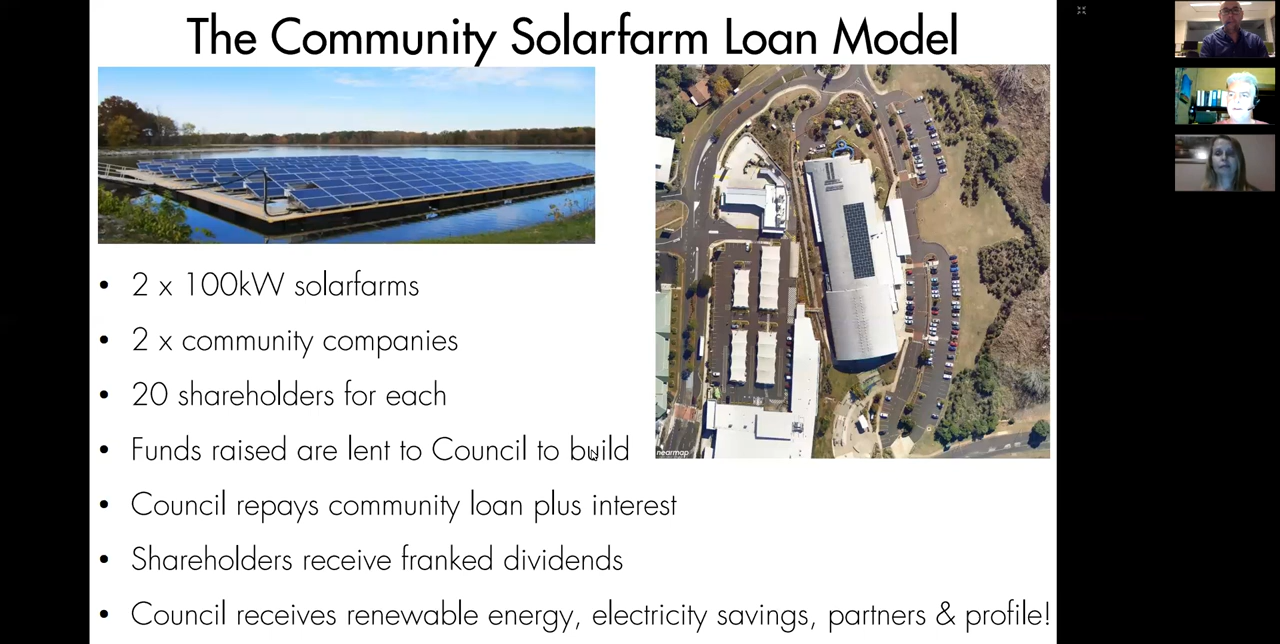 The Community Solarfarm Loan Model
nearmap
• 2 x 100kW solarfarms
• 2 x community companies
• 20 shareholders for each
• Funds raised are lent to Council to build
• Council repays community loan plus interest
• Shareholders receive franked dividends
• Council receives renewable energy, electricity savings, partners & profile!